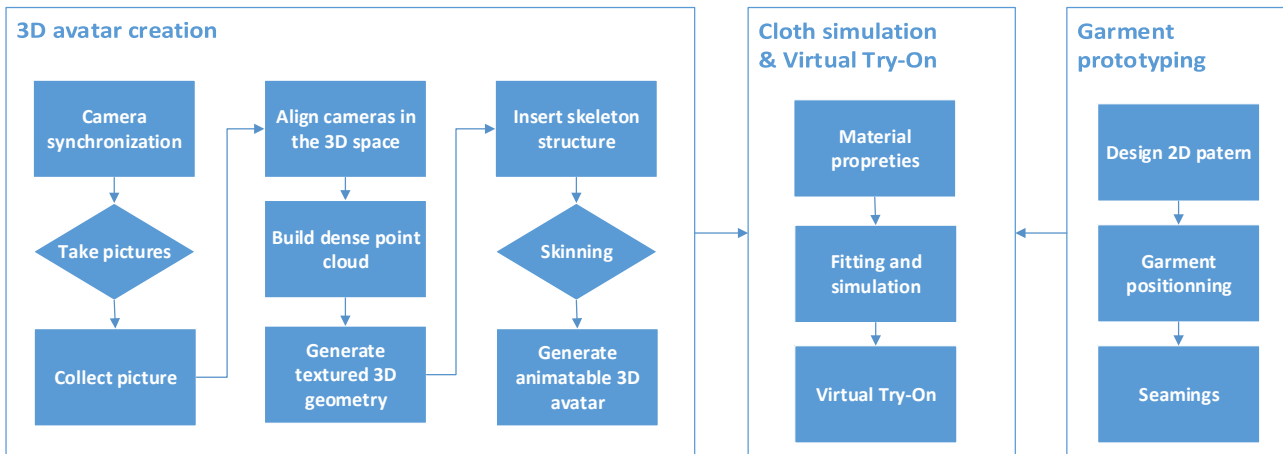 3D avatar creation
Camera
synchronization
Take pictures
Collect picture
Align cameras in
the 3D space
Build dense point
cloud
Generate
textured 3D
geometry
Insert skeleton
structure
Skinning
Generate
animatable 3D
avatar
Cloth simulation
& Virtual Try-On
Material
propreties
Fitting and
simulation
Virtual Try-On
Garment
prototyping
Design 2D patern
Garment
positionning
Seamings